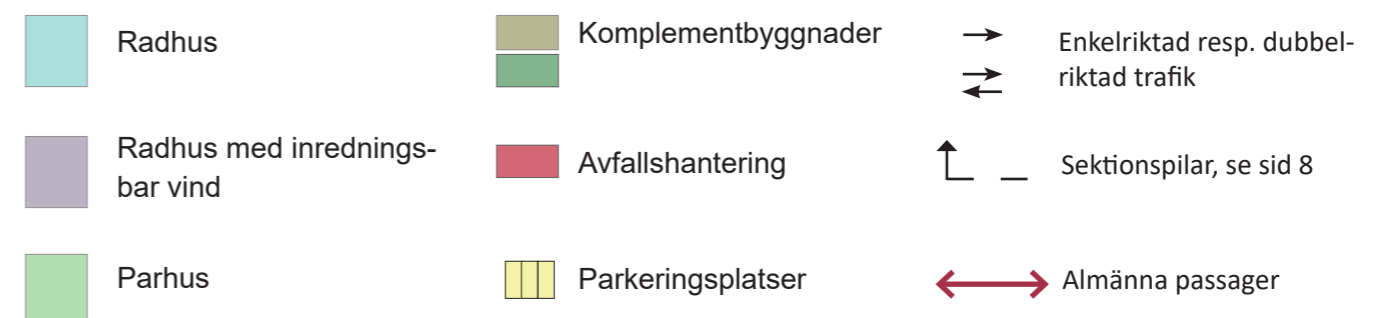 Radhus
Radhus med inrednings-
bar vind
Parhus
Komplementbyggnader
Avfallshantering
Parkeringsplatser
Enkelriktad resp. dubbel-
riktad trafik
Sektionspilar, se sid 8
Almänna passager